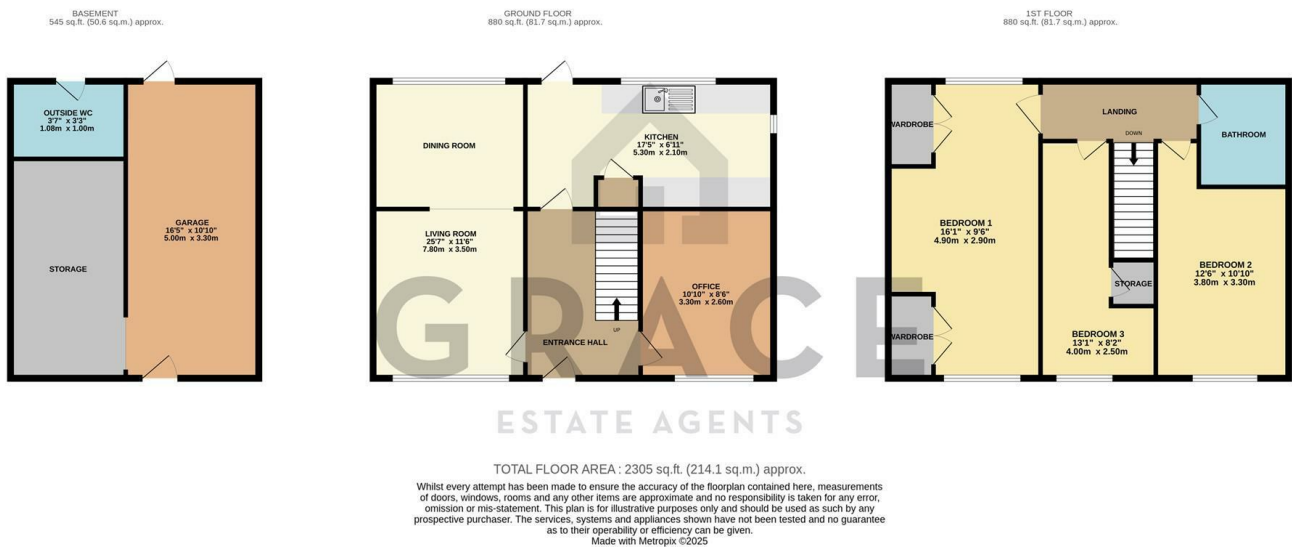 BASEMENT
545 sq.ft. (50.6 sq.m.) approx.
GROUND FLOOR
880 sq.ft. (81.7 sq.m.) approx.
1ST FLOOR
880 sq.ft. (81.7 sq.m.) approx.
OUTSIDE WC
3'7" x 3'3"
1.08m x 1.00m
STORAGE
GARAGE
16'5" x 10'10"
5.00m x 3.30m
DINING ROOM
KITCHEN
17'5" x 6'11"
5.30m x 2.10m
LIVING ROOM
25'7" x 11'6"
7.80m x 3.50m
UP
ENTRANCE HALL
OFFICE
10'10" x 8'6"
3.30m x 2.60m
WARDROBE
LANDING
DOWN
BATHROOM
BEDROOM 1
16'1" x 9'6"
4.90m x 2.90m
BEDROOM 2
12'6" x 10'10"
3.80m x 3.30m
STORAGE
WARDROBE
BEDROOM 3
13'1" x 8'2"
4.00m x 2.50m
GRACE
ESTATE AGENTS
TOTAL FLOOR AREA : 2305 sq.ft. (214.1 sq.m.) approx.
Whilst every attempt has been made to ensure the accuracy of the floorplan contained here, measurements
of doors, windows, rooms and any other items are approximate and no responsibility is taken for any error,
omission or mis-statement. This plan is for illustrative purposes only and should be used as such by any
prospective purchaser. The services, systems and appliances shown have not been tested and no guarantee
as to their operability or efficiency can be given.
Made with Metropix ©2025